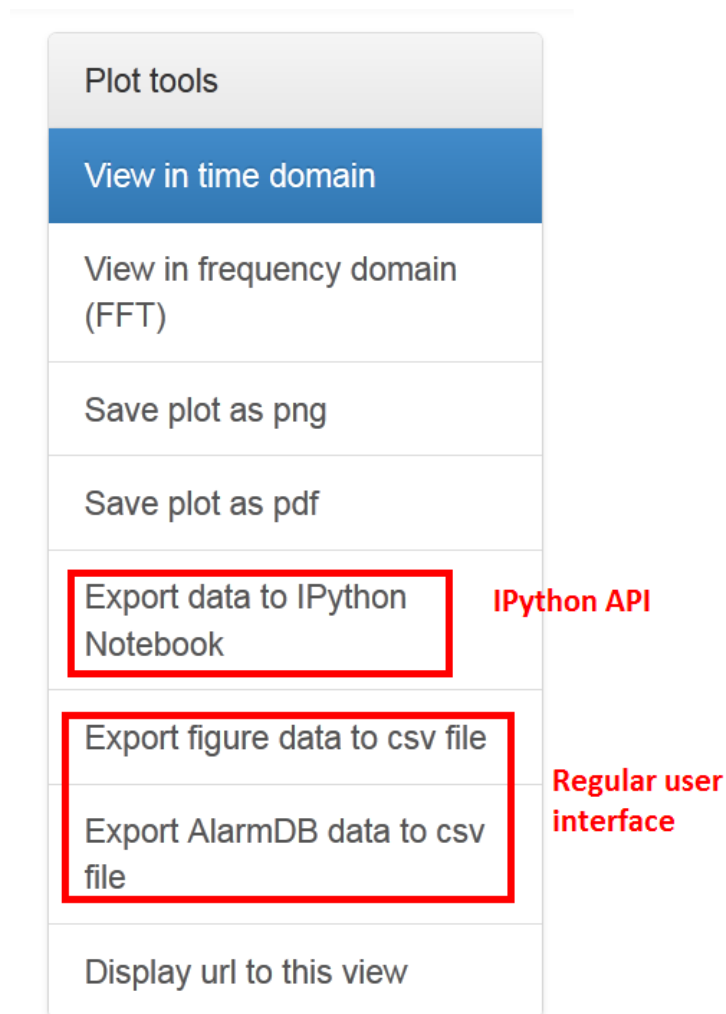 Plot tools
View in time domain
View in frequency domain
(FFT)
Save plot as png
Save plot as pdf
Export data to IPython
Notebook
IPython API
Export figure data to csv file
Export AlarmDB data to csv
file
Regular user
interface
Display url to this view